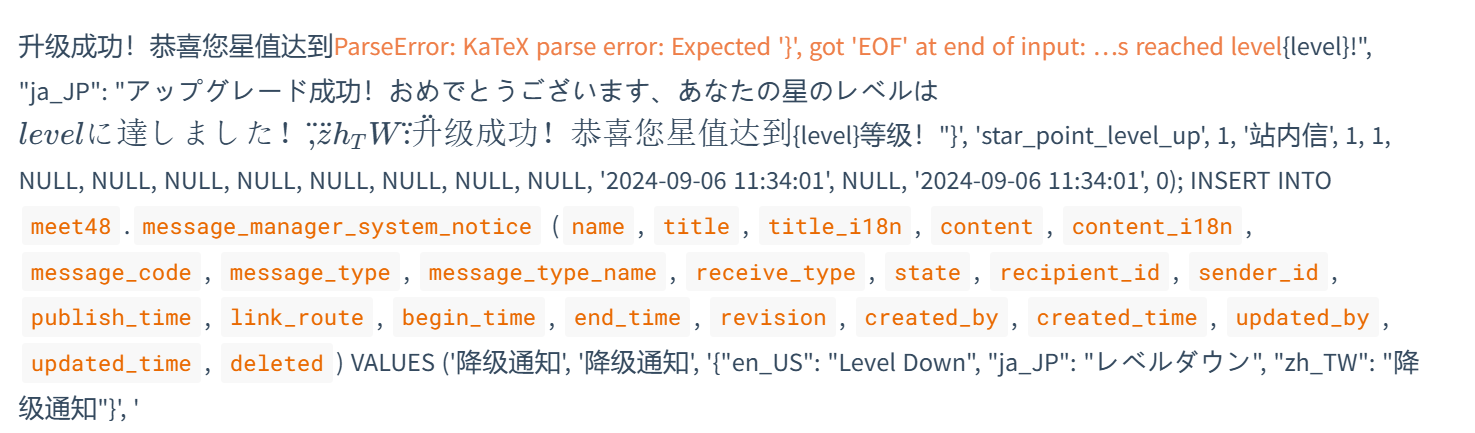 升级成功！恭喜您星值达到ParseError: KaTeX parse error: Expected '}', got 'EOF' at end of input: …s reached level{level}!",
"ja_JP": "アップグレード成功！おめでとうございます、あなたの星のレベルは
levelに達しました！","zh_TW":"升级成功！恭喜您星值达到{level}等级！"}', 'star_point_level_up', 1, '站内信', 1, 1,
NULL, NULL, NULL, NULL, NULL, NULL, NULL, NULL, '2024-09-06 11:34:01', NULL, '2024-09-06 11:34:01', 0); INSERT INTO
meet48 . message_manager_system_notice ( name , title , title_i18n , content , content_i18n ,
message_code , message_type , message_type_name , receive_type , state , recipient_id , sender_id ,
publish_time , link_route , begin_time , end_time , revision , created_by , created_time , updated_by ,
updated_time , deleted ) VALUES ('降级通知', '降级通知', '{"en_US": "Level Down", "ja_JP": "レベルダウン", "zh_TW": "降
级通知"}', '